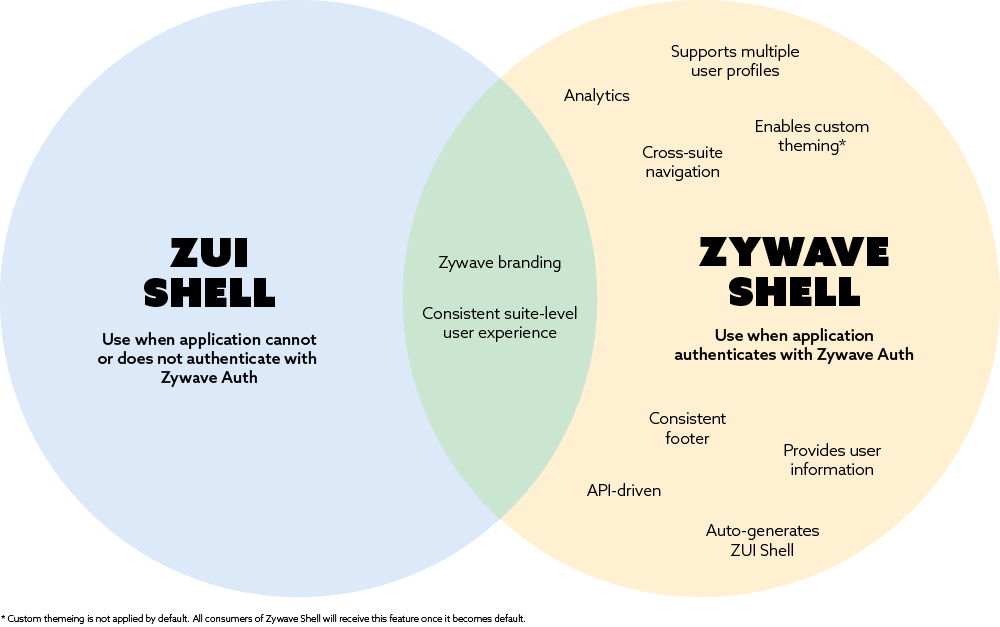 Supports multiple
user profiles
Analytics
Enables custom
theming*
Cross-suite
navigation
ZUI
SHELL
Use when application cannot
or does not authenticate with
Zywave Auth
Zywave branding
Consistent suite-level
user experience
ZYWAVE
SHELL
Use when application
authenticates with Zywave Auth
Consistent
footer
Provides user
information
API-driven
Auto-generates
ZUI Shell
* Custom themeing is not applied by default. All consumers of Zywave Shell will receive this feature once it becomes default.